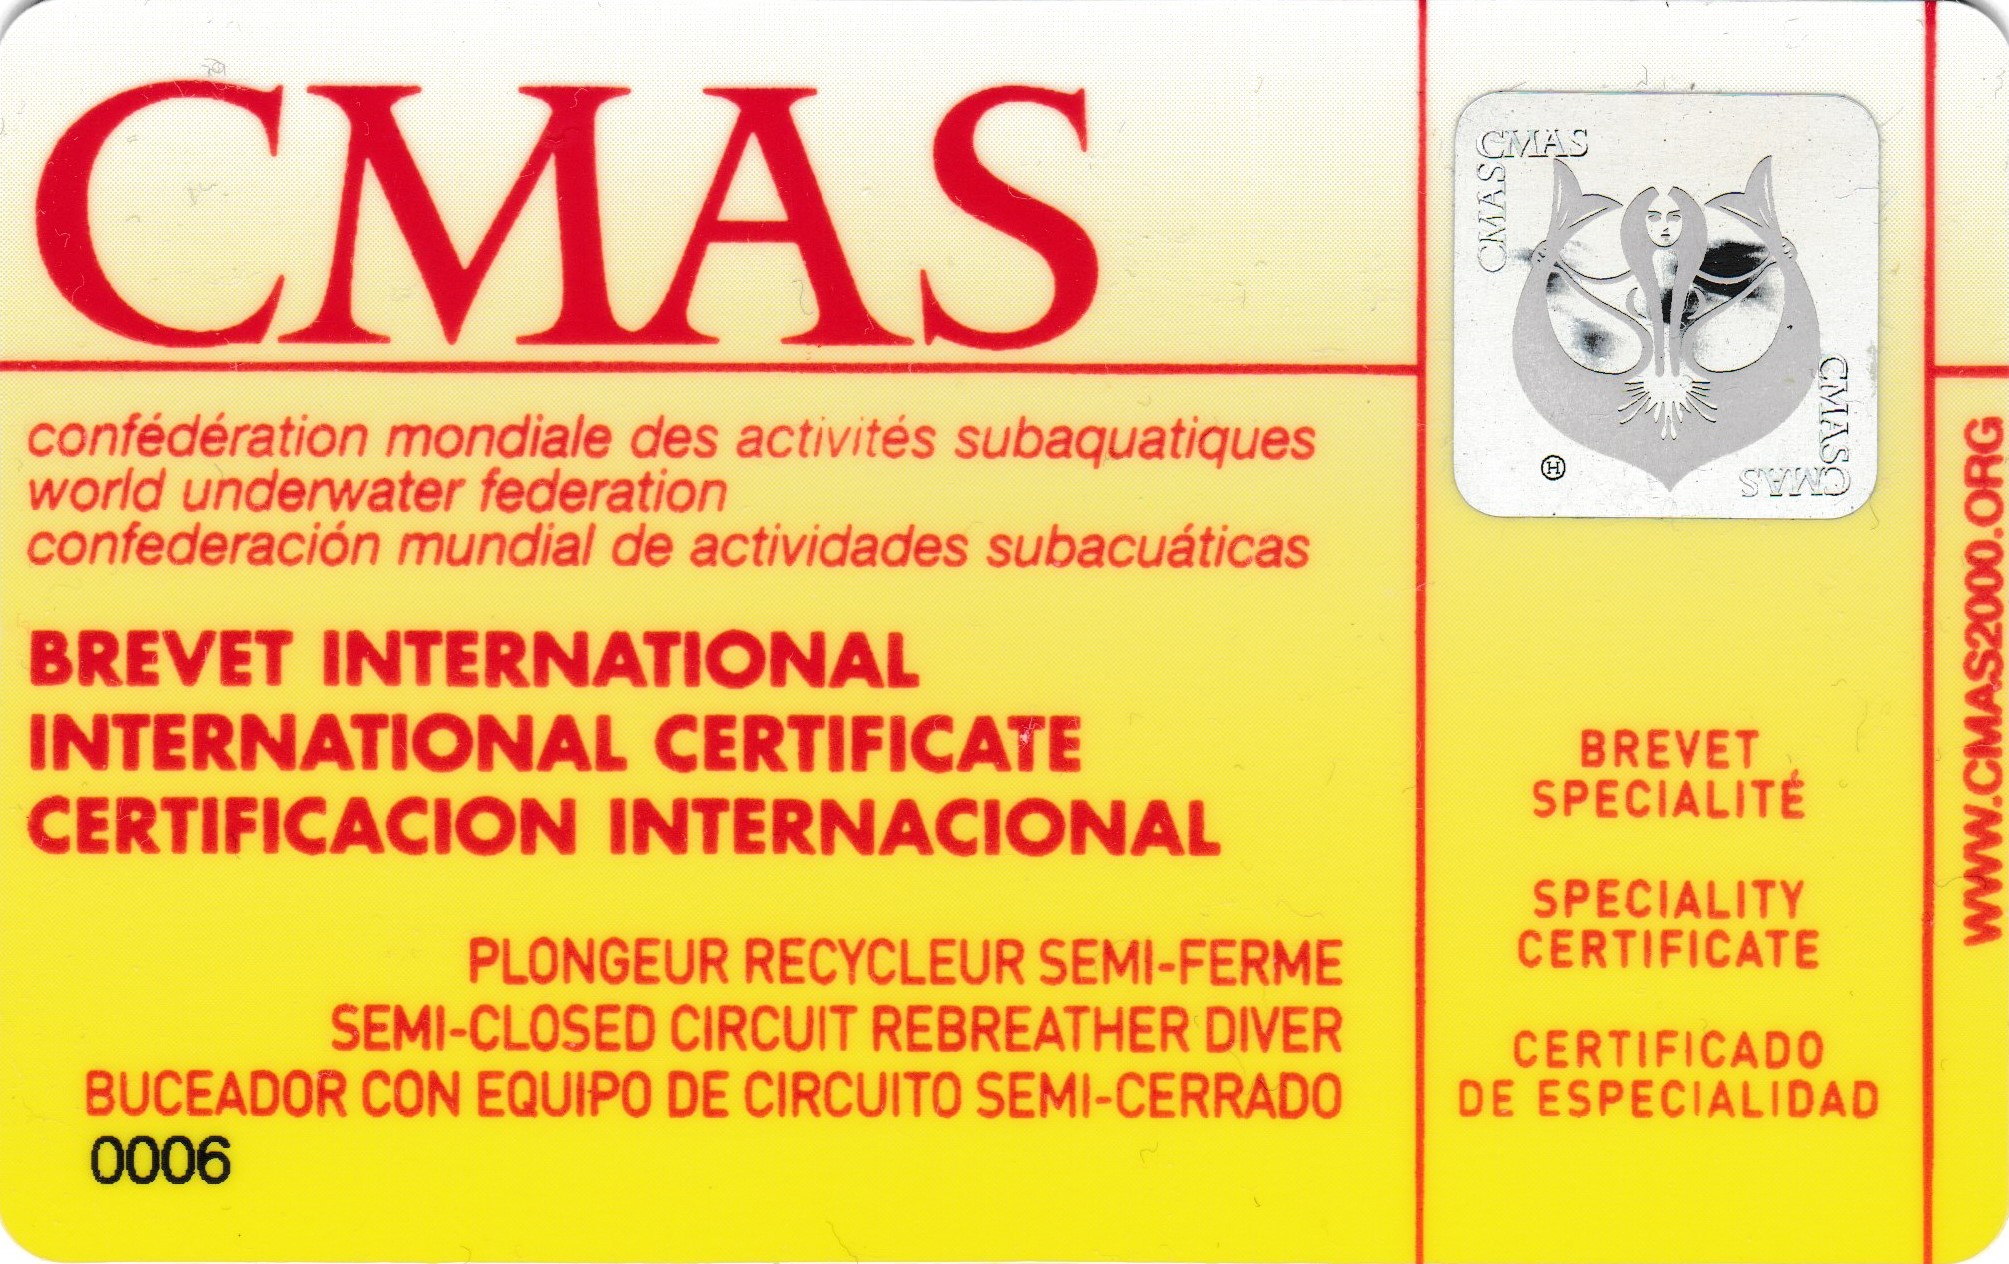 CMAS
confédération mondiale des activités subaquatiques
world underwater federation
confederación mundial de actividades subacuáticas
BREVET INTERNATIONAL
INTERNATIONAL CERTIFICATE
CERTIFICACION INTERNACIONAL
PLONGEUR RECYCLEUR SEMI-FERME
SEMI-CLOSED CIRCUIT REBREATHER DIVER
BUCEADOR CON EQUIPO DE CIRCUITO SEMI-CERRADO
0006
CMAS
CMAS
CMAS
CMAS
H
BREVET
SPECIALITÉ
SPECIALITY
CERTIFICATE
CERTIFICADO
DE ESPECIALIDAD
WWW.CMAS2000.ORG